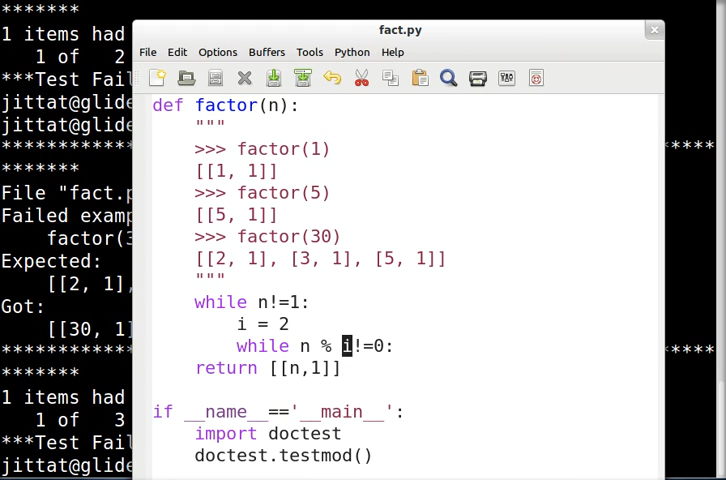 *******
1 items had
1 of 2
***Test Fai
jittat@glide
jittat@glide
*******
File "fact.p
Failed examp
factor(3
Expected:
[[2, 1],
Got:
[[30, 1]
1 items had
1 of 3
***Test Fai
jittat@glide
fact.py
File Edit Options Buffers Tools Python Help
def factor(n):
"""
>>> factor(1)
[[1, 1]]
>>> factor(5)
[[5, 1]]
>>> factor(30)
[[2, 1], [3, 1], [5, 1]]
"""
while n!=1:
i = 2
while n % i!=0:
return [[n,1]]
if __name__=='__main__':
import doctest
doctest.testmod()